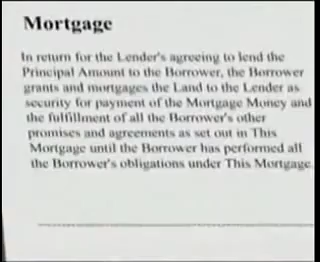 Mortgage
In return for the Lender's agreeing to lend the
Principal Amount to the Borrower, the Borrower
grants and mortgages the Land to the Lender as
security for payment of the Mortgage Money and
the fulfillment of all the Borrower's other
promises and agreements as set out in This
Mortgage until the Borrower has performed all
the Borrower's obligations under This Mortgage.